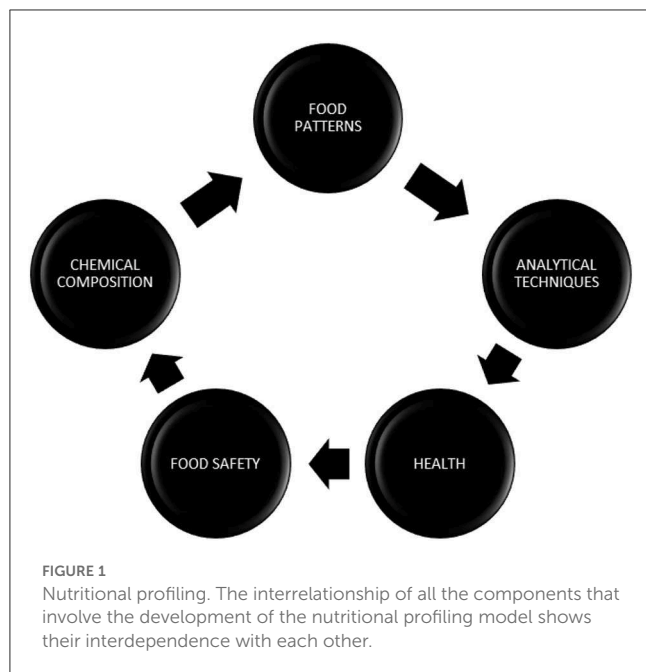 FOOD
PATTERNS
ANALYTICAL
TECHNIQUES
HEALTH
FOOD SAFETY
CHEMICAL
COMPOSITION
FIGURE 1
Nutritional profiling. The interrelationship of all the components that
involve the development of the nutritional profiling model shows
their interdependence with each other.